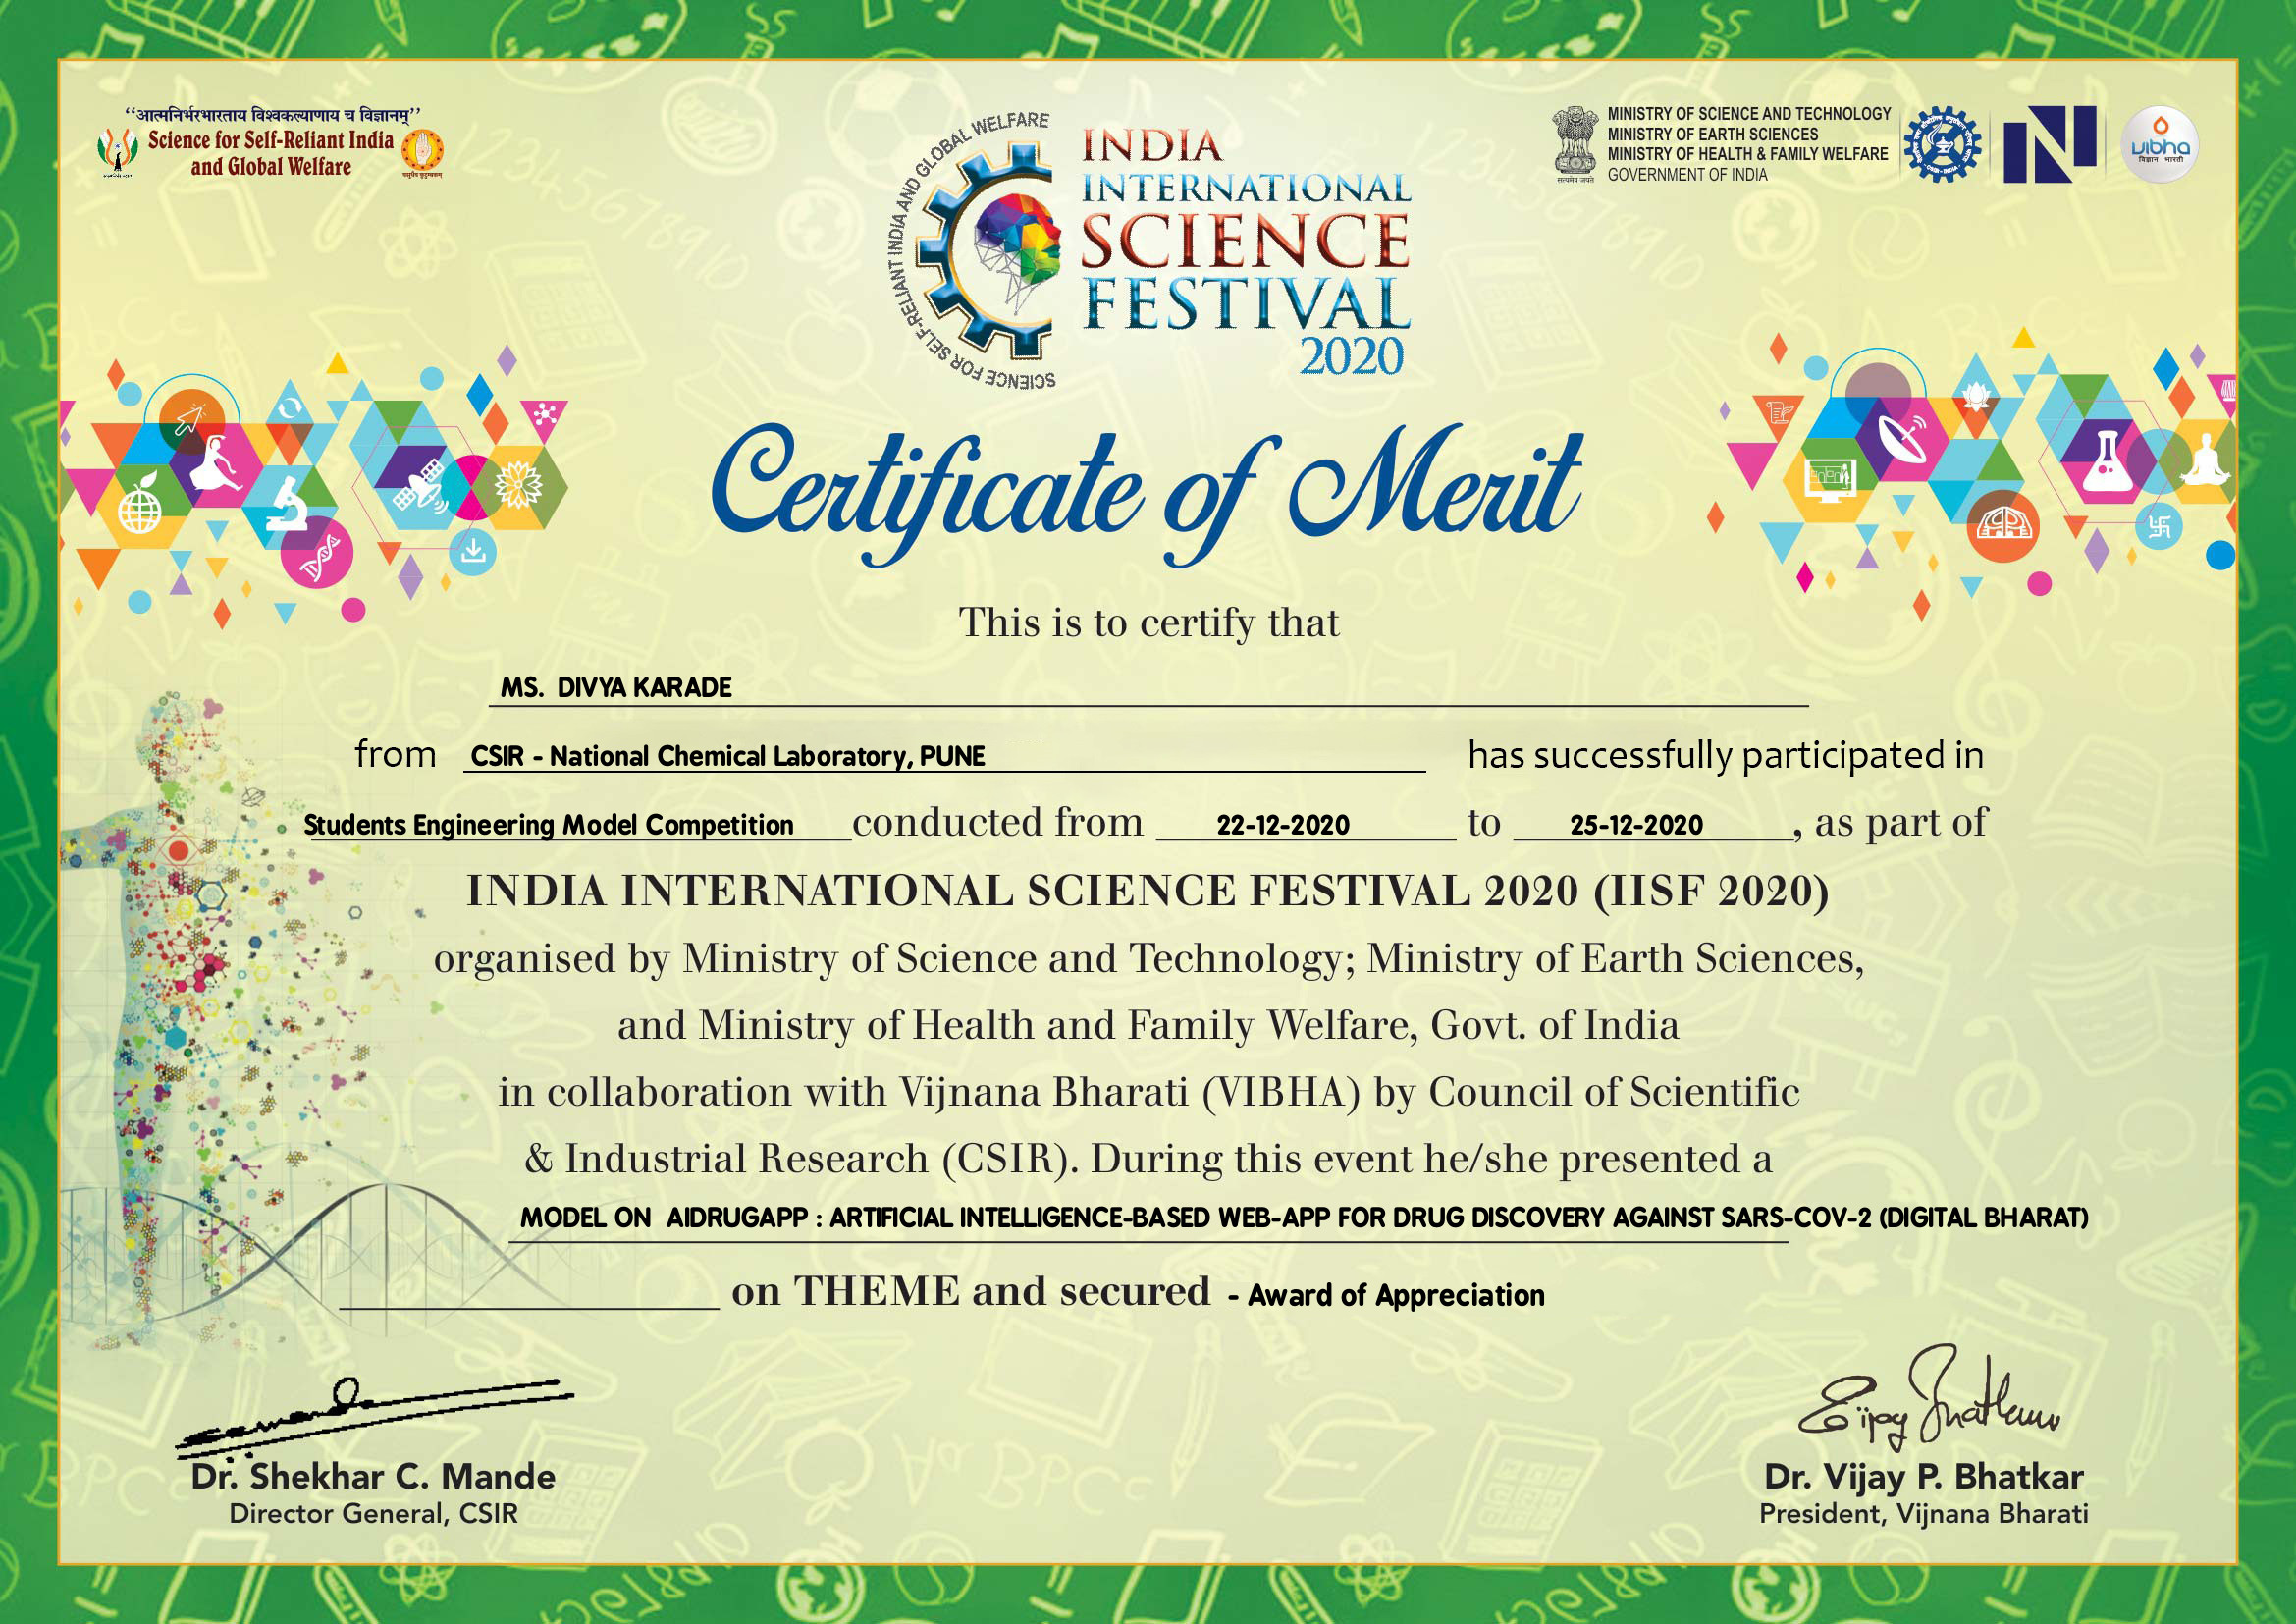 “आत्मनिर्भरभारताय विश्वकल्याणाय च विज्ञानम्”
Science for Self-Reliant India
and Global Welfare
SCIENCE FOR SELF-RELIANT INDIA AND GLOBAL WELFARE
INDIA
INTERNATIONAL
SCIENCE
FESTIVAL
2020
सत्यमेव जयते
MINISTRY OF SCIENCE AND TECHNOLOGY
MINISTRY OF EARTH SCIENCES
MINISTRY OF HEALTH & FAMILY WELFARE
GOVERNMENT OF INDIA
vibha
विज्ञान भारती
Certificate of Merit
This is to certify that
MS. DIVYA KARADE
from CSIR - National Chemical Laboratory, PUNE has successfully participated in
Students Engineering Model Competition conducted from 22-12-2020 to 25-12-2020, as part of
INDIA INTERNATIONAL SCIENCE FESTIVAL 2020 (IISF 2020)
organised by Ministry of Science and Technology; Ministry of Earth Sciences,
and Ministry of Health and Family Welfare, Govt. of India
in collaboration with Vijnana Bharati (VIBHA) by Council of Scientific
& Industrial Research (CSIR). During this event he/she presented a
MODEL ON AIDRUGAPP : ARTIFICIAL INTELLIGENCE-BASED WEB-APP FOR DRUG DISCOVERY AGAINST SARS-COV-2 (DIGITAL BHARAT)
on THEME and secured - Award of Appreciation
Dr. Shekhar C. Mande
Director General, CSIR
Vijay Bhatkar
Dr. Vijay P. Bhatkar
President, Vijnana Bharati